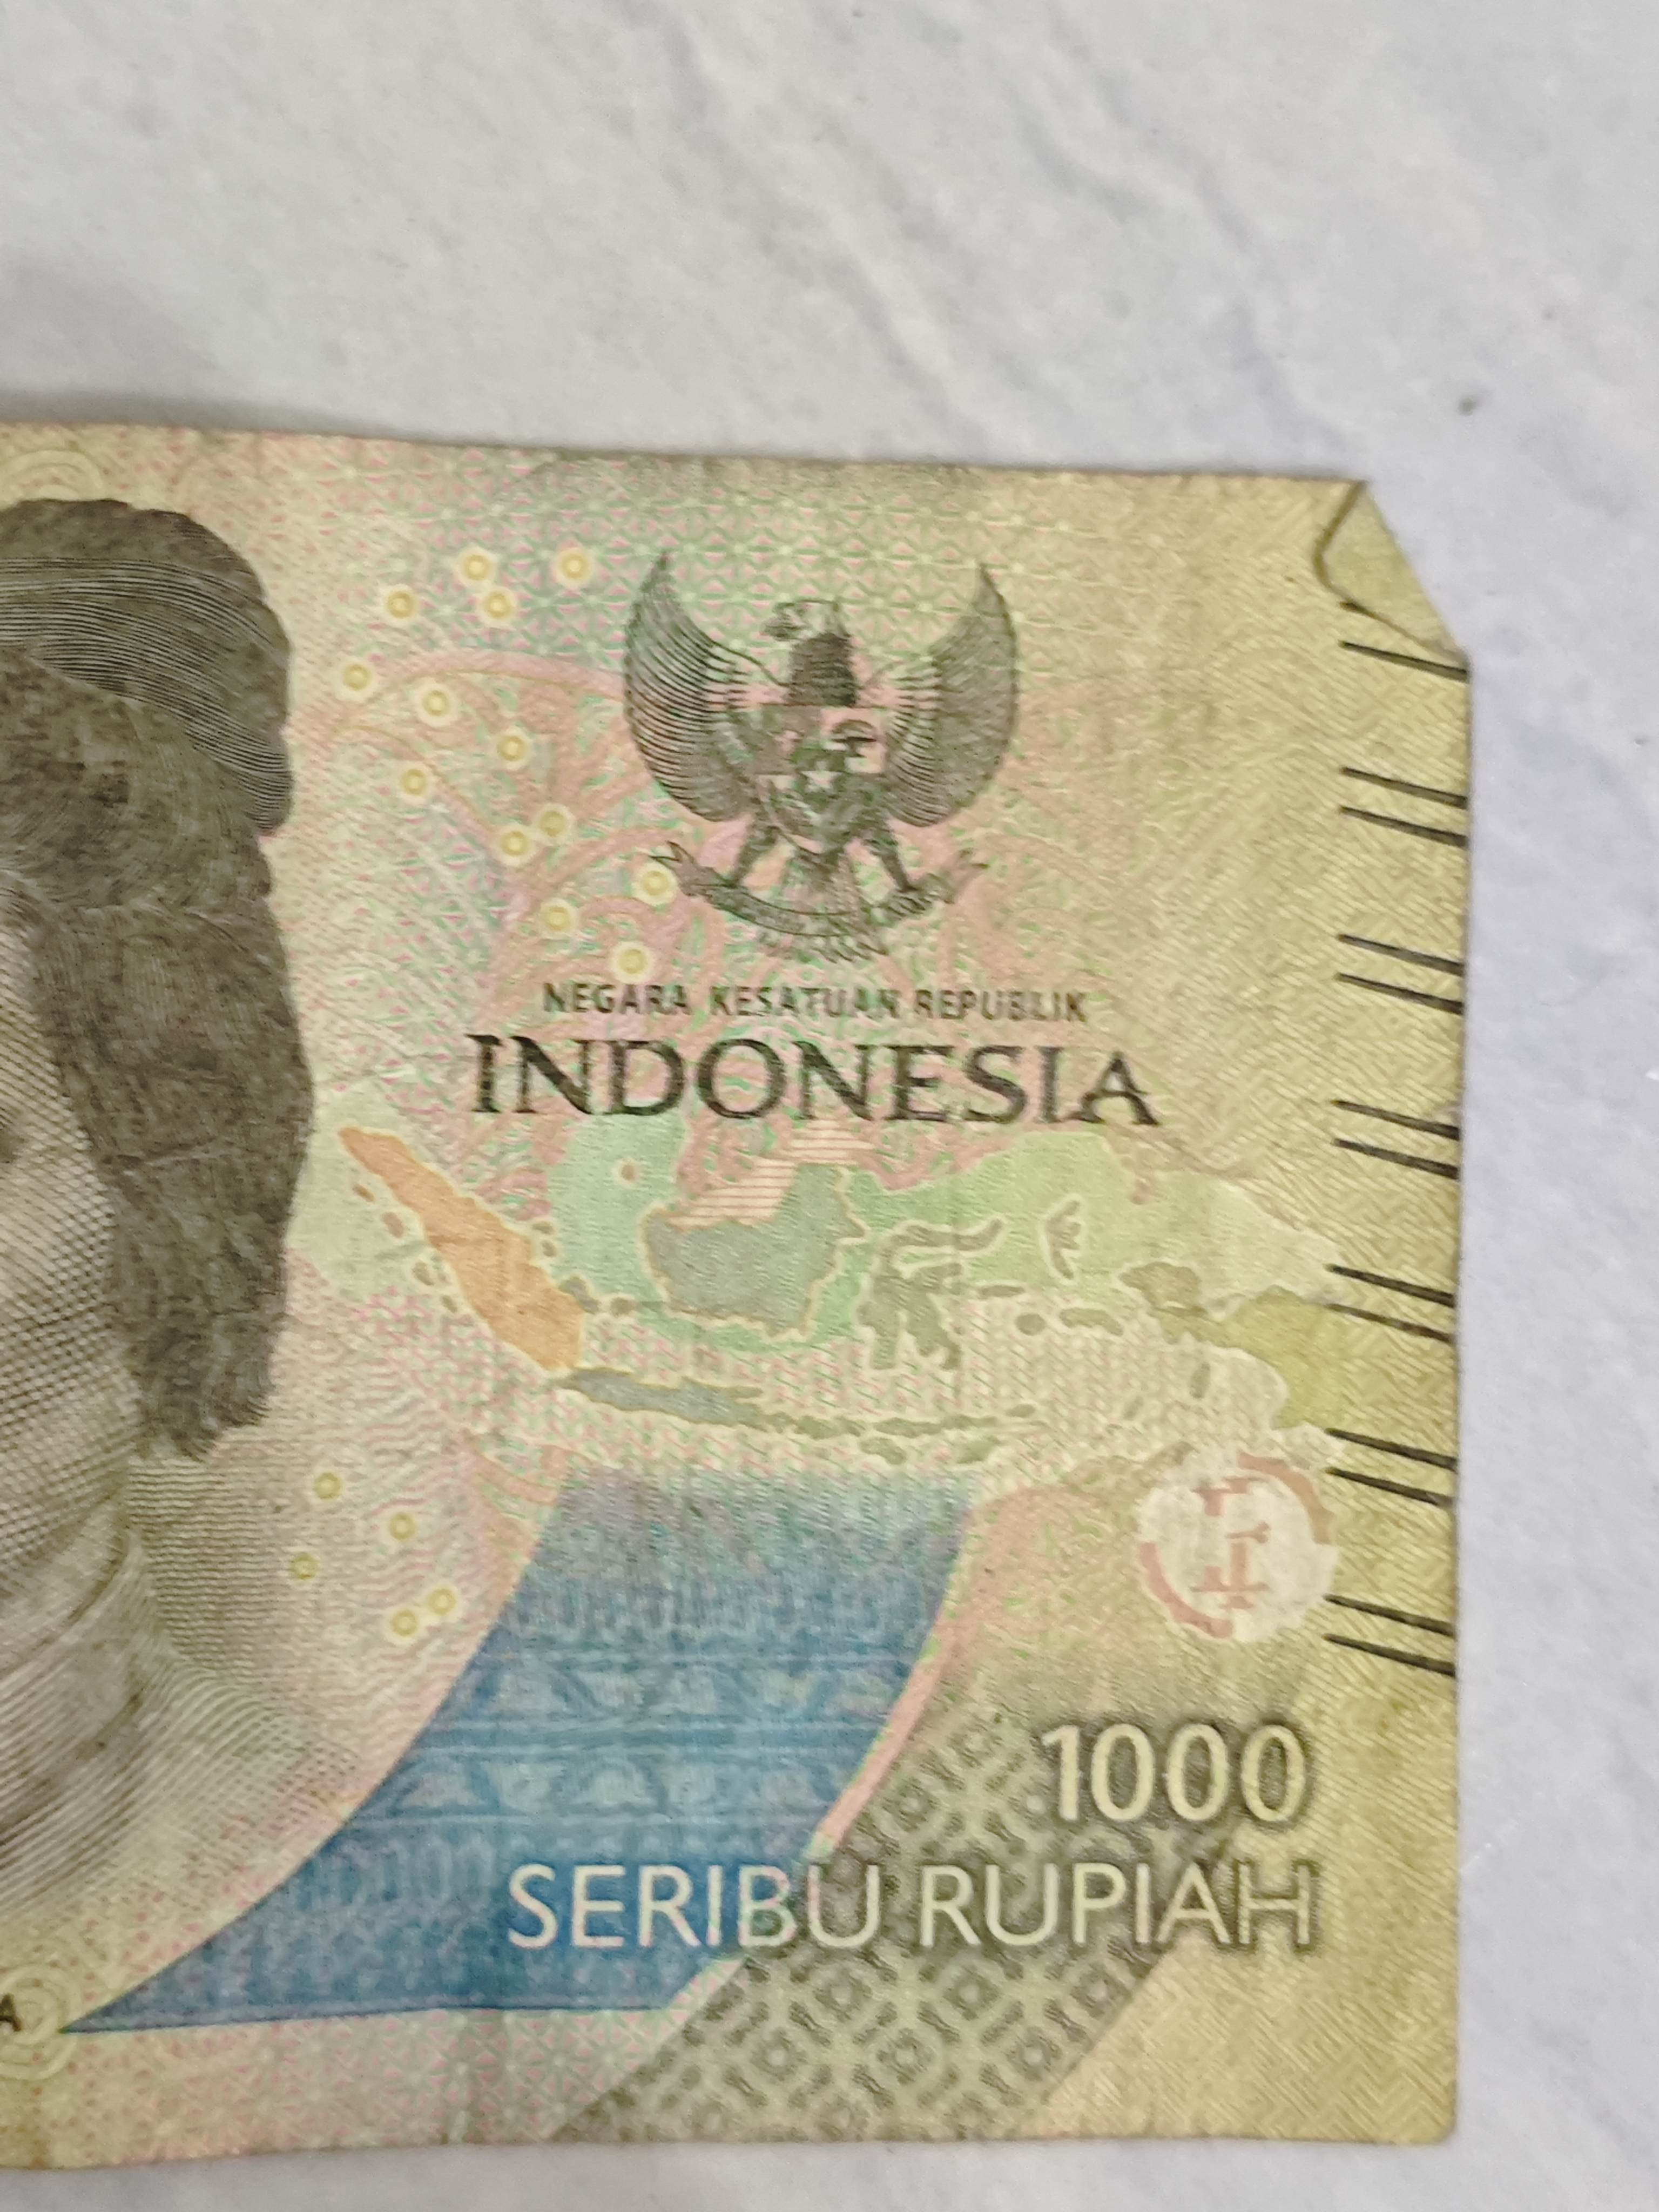 NEGARA KESATUAN REPUBLIK
INDONESIA
1000
SERIBU RUPIAH
A